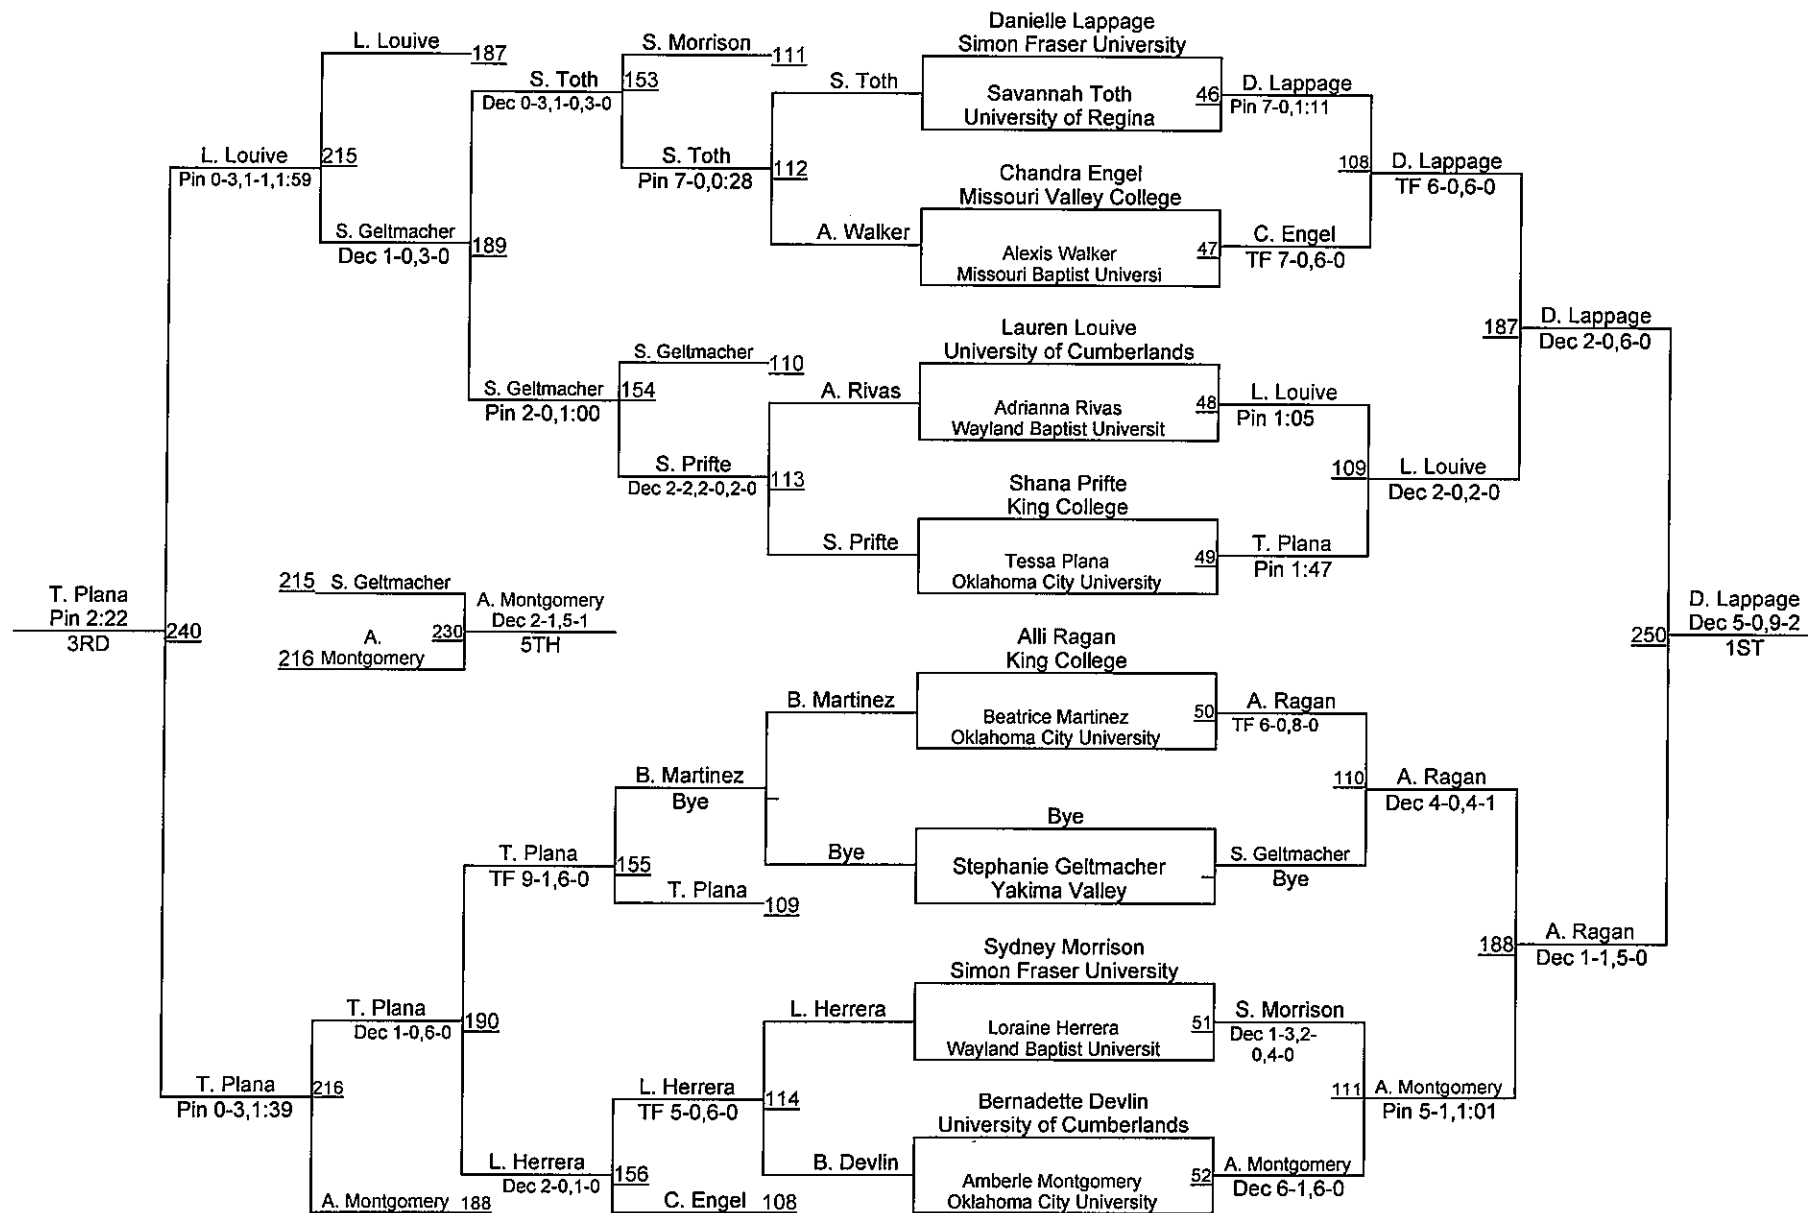 Danielle Lappage
Simon Fraser University
L. Louive
187
S. Morrison
111
S. Toth
153
Dec 0-3,1-0,3-0
S. Toth
Savannah Toth
University of Regina
46
D. Lappage
Pin 7-0,1:11
L. Louive
215
Pin 0-3,1-1,1:59
S. Toth
112
Pin 7-0,0:28
Chandra Engel
Missouri Valley College
108
D. Lappage
TF 6-0,6-0
S. Geltmacher
189
Dec 1-0,3-0
A. Walker
Alexis Walker
Missouri Baptist Universi
47
C. Engel
TF 7-0,6-0
Lauren Louive
University of Cumberlands
187
D. Lappage
Dec 2-0,6-0
S. Geltmacher
110
S. Geltmacher
154
Pin 2-0,1:00
A. Rivas
Adrianna Rivas
Wayland Baptist Universit
48
L. Louive
Pin 1:05
S. Prifte
113
Dec 2-2,2-0,2-0
Shana Prifte
King College
109
L. Louive
Dec 2-0,2-0
S. Prifte
Tessa Plana
Oklahoma City University
49
T. Plana
Pin 1:47
T. Plana
Pin 2:22
3RD
240
215
S. Geltmacher
A.
Montgomery
216
230
A. Montgomery
Dec 2-1,5-1
5TH
250
D. Lappage
Dec 5-0,9-2
1ST
Alli Ragan
King College
B. Martinez
Beatrice Martinez
Oklahoma City University
50
A. Ragan
TF 6-0,8-0
B. Martinez
Bye
110
A. Ragan
Dec 4-0,4-1
Bye
Bye
Stephanie Geltmacher
Yakima Valley
S. Geltmacher
Bye
T. Plana
155
TF 9-1,6-0
T. Plana
109
Sydney Morrison
Simon Fraser University
188
A. Ragan
Dec 1-1,5-0
T. Plana
190
Dec 1-0,6-0
L. Herrera
Loraine Herrera
Wayland Baptist Universit
51
S. Morrison
Dec 1-3,2-
0,4-0
T. Plana
216
Pin 0-3,1:39
L. Herrera
114
TF 5-0,6-0
Bernadette Devlin
University of Cumberlands
111
A. Montgomery
Pin 5-1,1:01
L. Herrera
156
Dec 2-0,1-0
B. Devlin
Amberle Montgomery
Oklahoma City University
52
A. Montgomery
Dec 6-1,6-0
A. Montgomery
188
C. Engel
108